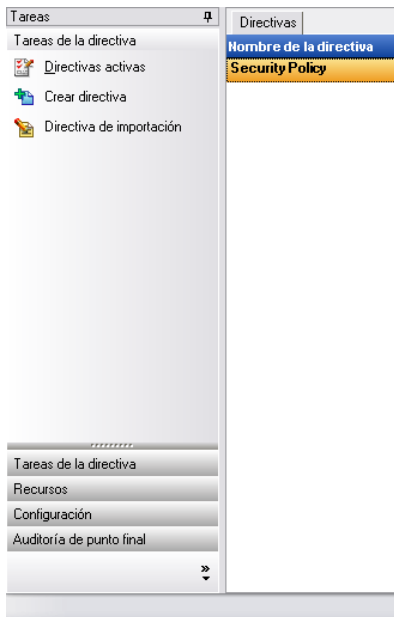 Tareas
Tareas de la directiva
Directivas activas
Crear directiva
Directiva de importación
Tareas de la directiva
Recursos
Configuración
Auditoría de punto final
»
Directivas
Nombre de la directiva
Security Policy